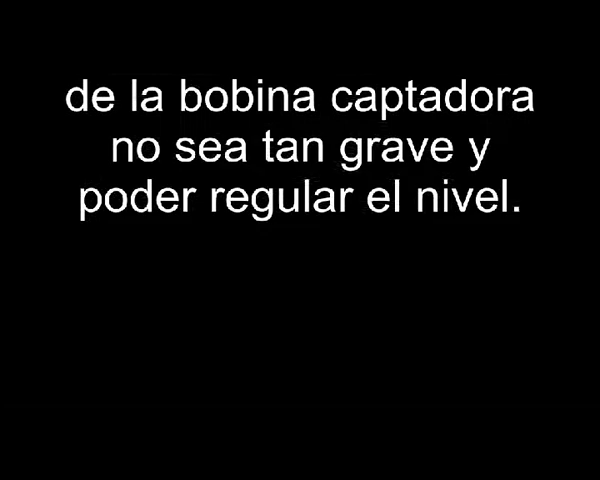 de la bobina captadora
no sea tan grave y
poder regular el nivel.